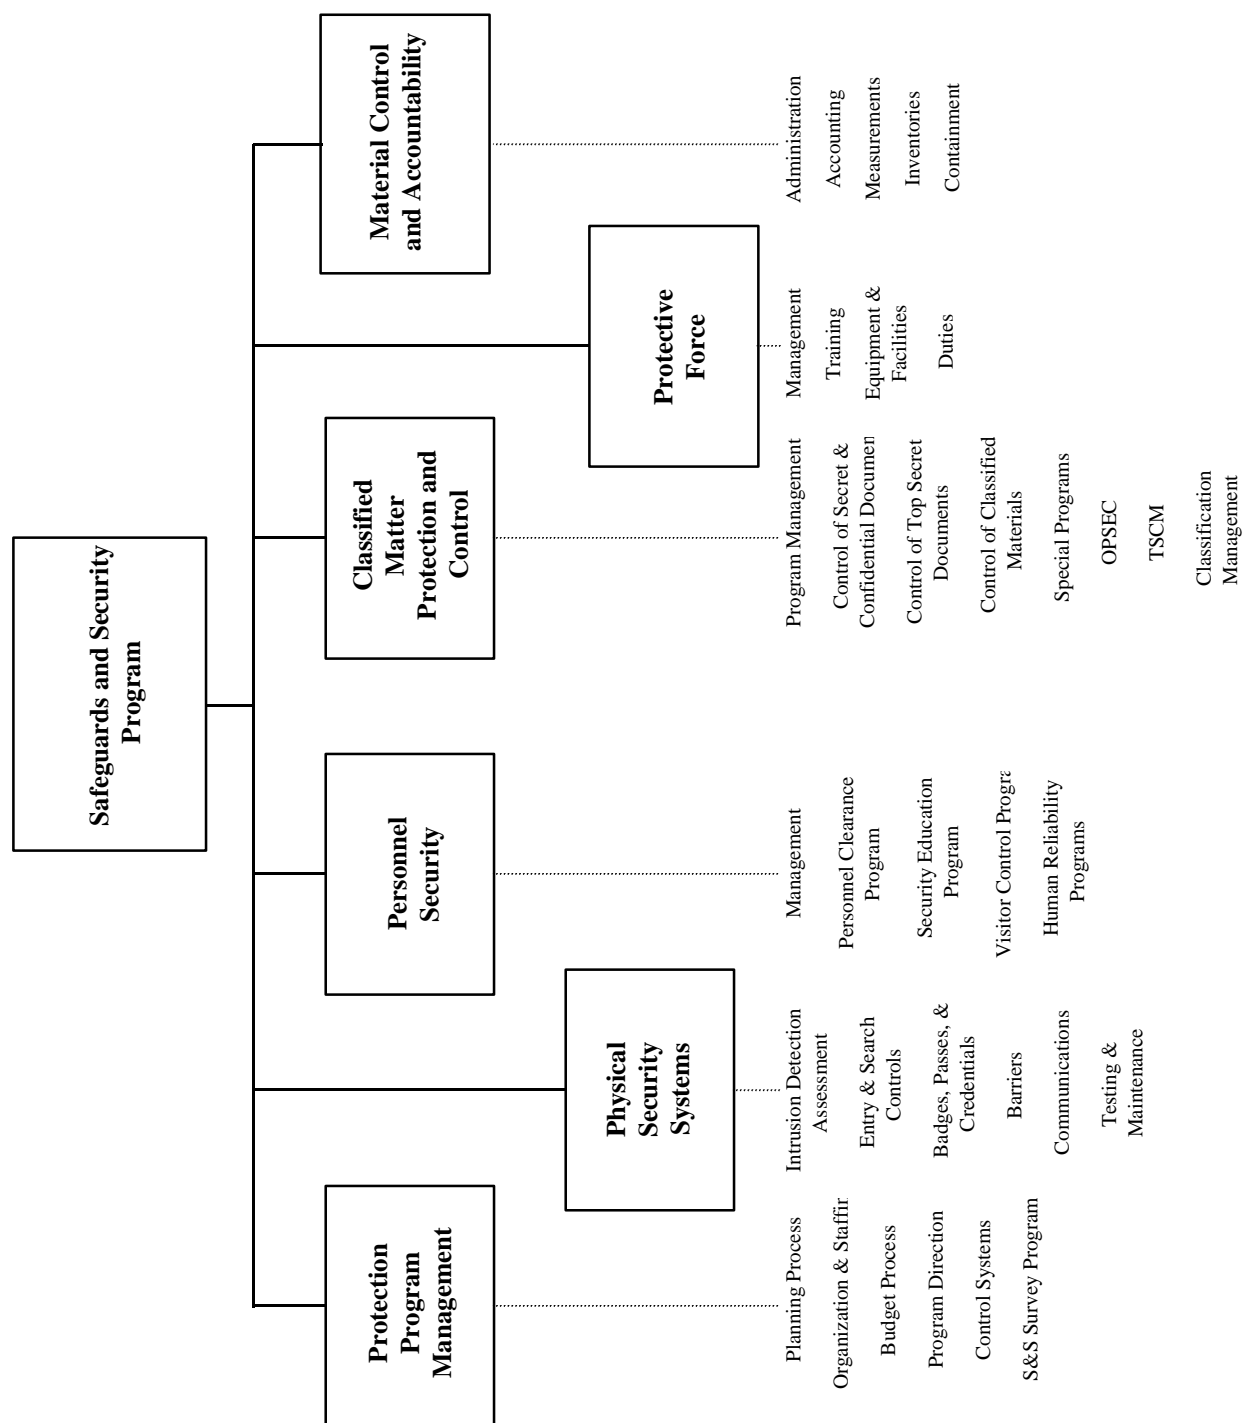 Safeguards and Security
Program
Protection
Program
Management
Planning Process
Organization & Staffin
Budget Process
Program Direction
Control Systems
S&S Survey Program
Physical
Security
Systems
Intrusion Detection
Assessment
Entry & Search
Controls
Badges, Passes, &
Credentials
Barriers
Communications
Testing &
Maintenance
Personnel
Security
Management
Personnel Clearance
Program
Security Education
Program
Visitor Control Progra
Human Reliability
Programs
Classified
Matter
Protection and
Control
Program Management
Control of Secret &
Confidential Documen
Control of Top Secret
Documents
Control of Classified
Materials
Special Programs
OPSEC
TSCM
Classification
Management
Protective
Force
Management
Training
Equipment &
Facilities
Duties
Material Control
and Accountability
Administration
Accounting
Measurements
Inventories
Containment